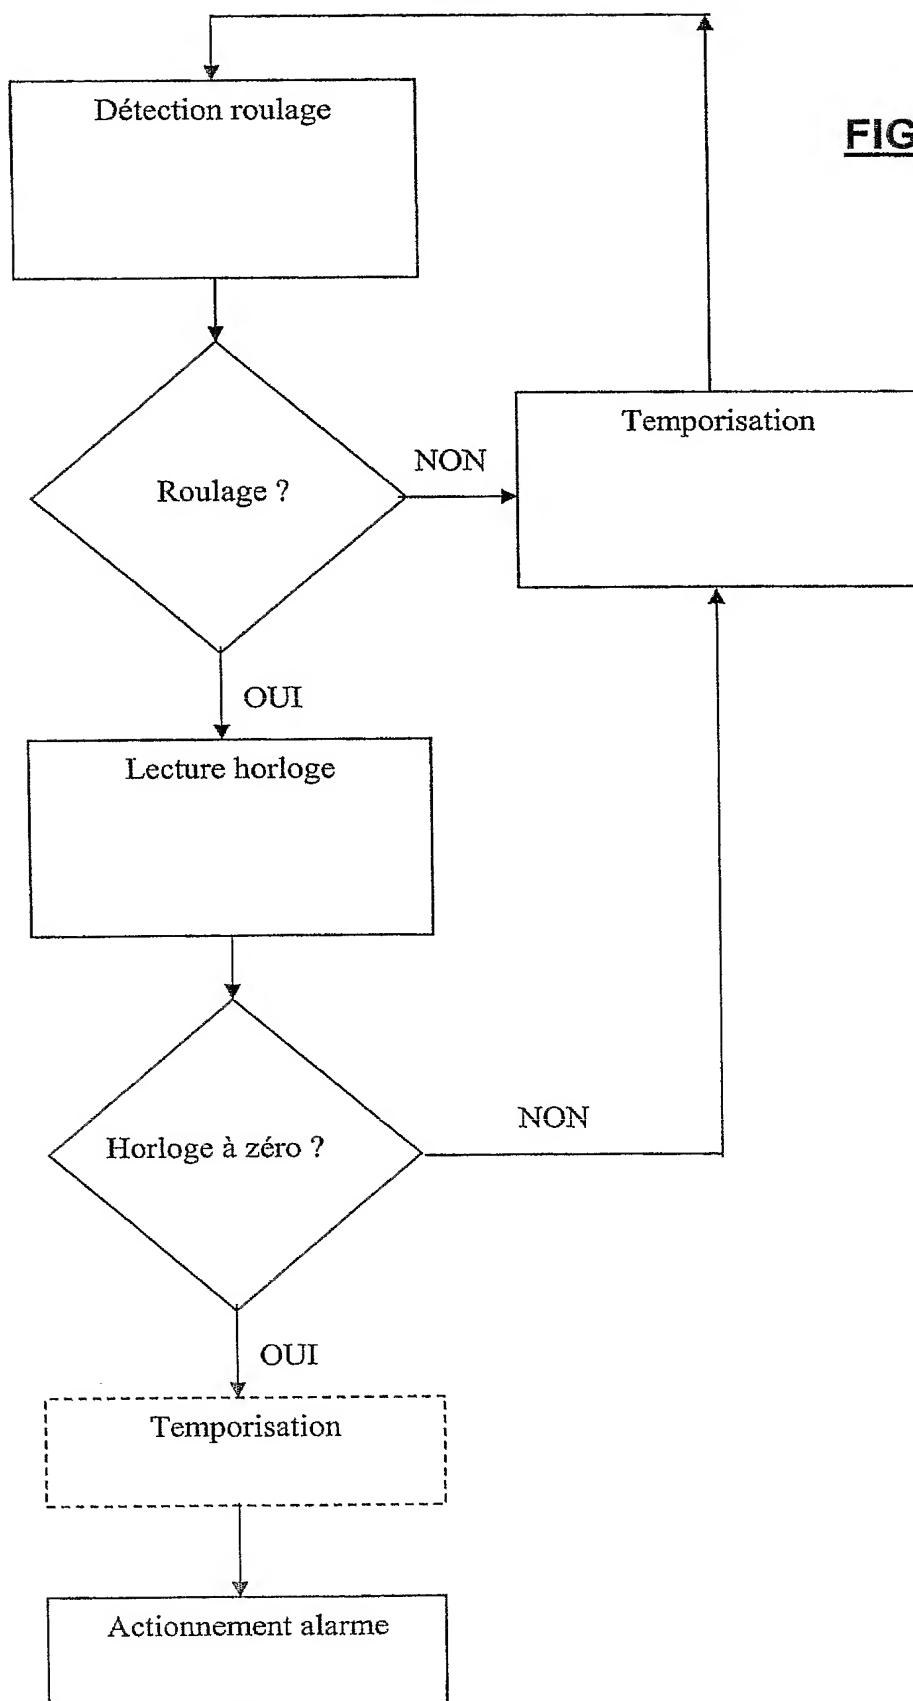 Détection roulage
FIG
Temporisation
NON
Roulage ?
OUI
Lecture horloge
NON
Horloge à zéro ?
OUI
Temporisation
Actionnement alarme